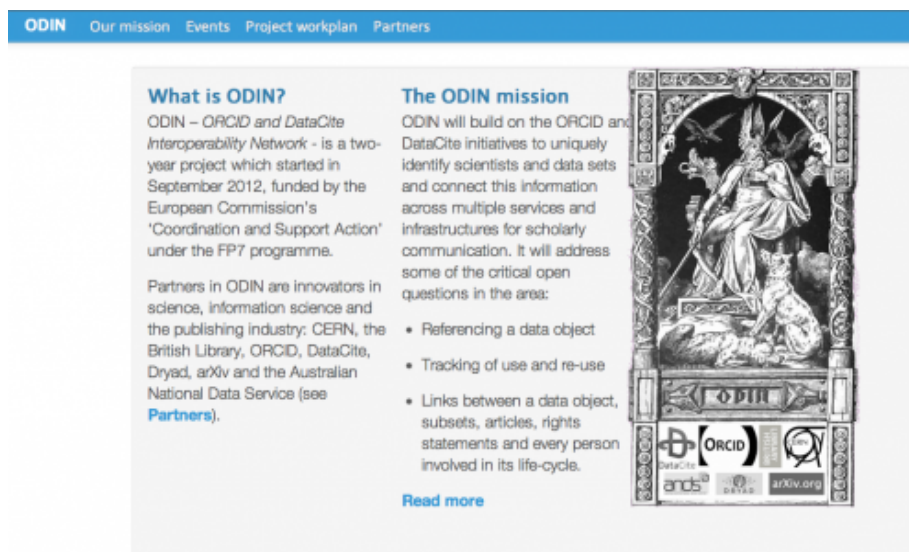 ODIN Our mission Events Project workplan Partners
What is ODIN?
ODIN – ORCID and DataCite
Interoperability Network - is a two-
year project which started in
September 2012, funded by the
European Commission's
'Coordination and Support Action'
under the FP7 programme.
Partners in ODIN are innovators in
science, information science and
the publishing industry: CERN, the
British Library, ORCID, DataCite,
Dryad, arXiv and the Australian
National Data Service (see
Partners).
The ODIN mission
ODIN will build on the ORCID and
DataCite initiatives to uniquely
identify scientists and data sets
and connect this information
across multiple services and
infrastructures for scholarly
communication. It will address
some of the critical open
questions in the area:
• Referencing a data object
• Tracking of use and re-use
• Links between a data object,
subsets, articles, rights
statements and every person
involved in its life-cycle.
Read more
ODIN
DataCite
ORCID
CERN
ands
DRYAD
arXiv.org